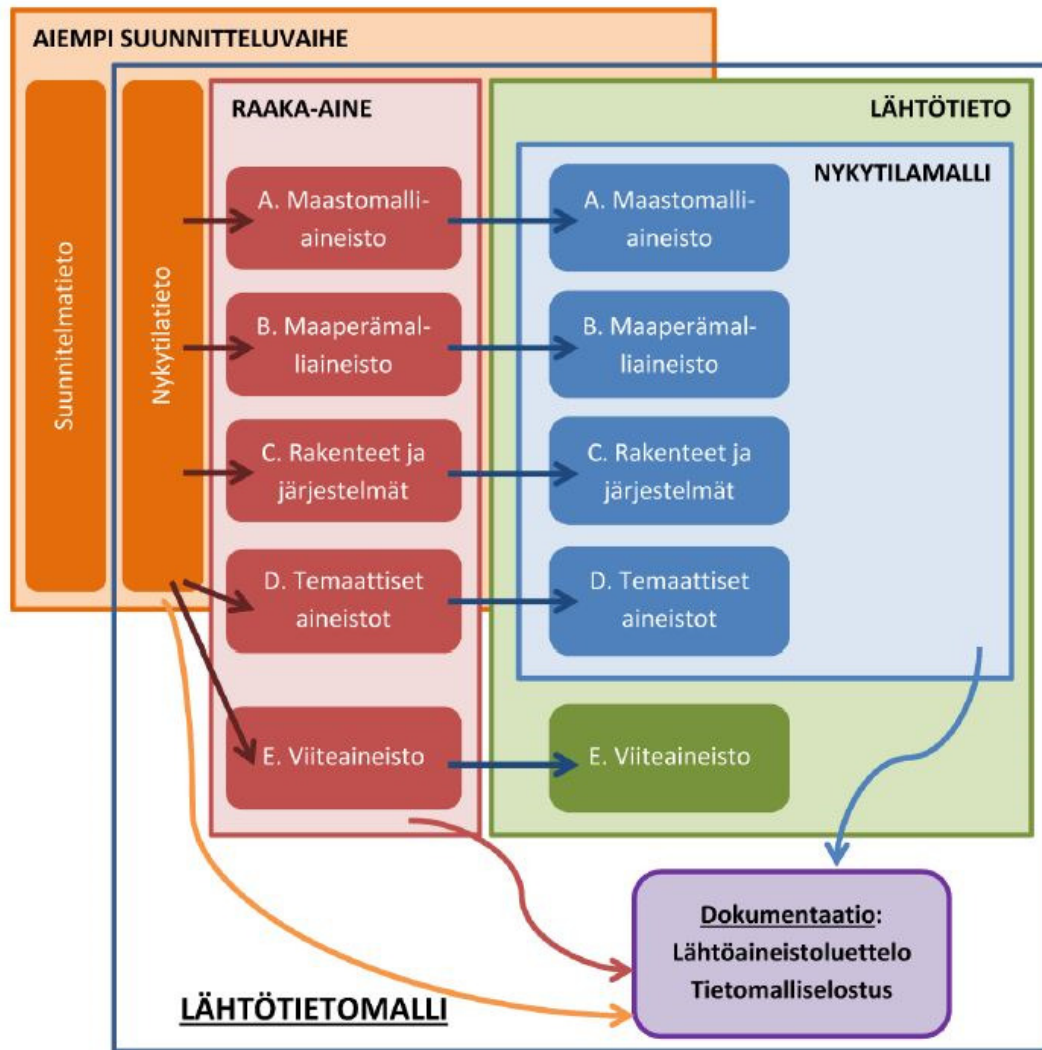 AIEMPI SUUNNITTELUVAIHE
Suunnitelmatieto
Nykytilatieto
RAAKA-AINE
A. Maastomalli-
aineisto
B. Maaperämal-
liaineisto
C. Rakenteet ja
järjestelmät
D. Temaattiset
aineistot
E. Viiteaineisto
LÄHTÖTIETO
NYKYTILAMALLI
A. Maastomalli-
aineisto
B. Maaperämal-
liaineisto
C. Rakenteet ja
järjestelmät
D. Temaattiset
aineistot
E. Viiteaineisto
Dokumentaatio:
Lähtöaineistoluettelo
Tietomalliselostus
LÄHTÖTIETOMALLI